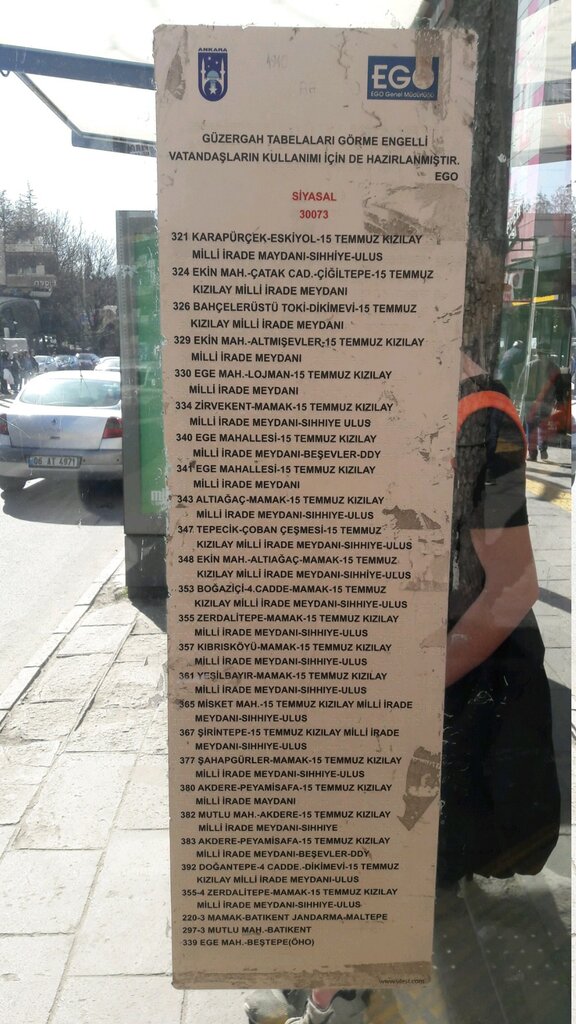 ANKARA
EGO
EGO Genel Müdürlüğü
GÜZERGAH TABELALARI GÖRME ENGELLİ
VATANDAŞLARIN KULLANIMI İÇİN DE HAZIRLANMIŞTIR.
EGO
SİYASAL
30073
321 KARAPÜRÇEK-ESKİYOL-15 TEMMUZ KIZILAY
MİLLİ İRADE MAYDANI-SIHHİYE-ULUS
324 EKİN MAH.-ÇATAK CAD.-ÇİĞİLTEPE-15 TEMMUZ
KIZILAY MİLLİ İRADE MEYDANI
326 BAHÇELERÜSTÜ TOKİ-DİKİMEVİ-15 TEMMUZ
KIZILAY MİLLİ İRADE MEYDANI
329 EKİN MAH.-ALTMIŞEVLER-15 TEMMUZ KIZILAY
MİLLİ İRADE MEYDANI
330 EGE MAH.-LOJMAN-15 TEMMUZ KIZILAY
MİLLİ İRADE MEYDANI
334 ZİRVEKENT-MAMAK-15 TEMMUZ KIZILAY
MİLLİ İRADE MEYDANI-SIHHIYE ULUS
340 EGE MAHALLESİ-15 TEMMUZ KIZILAY
MİLLİ İRADE MEYDANI-BEŞEVLER-DDY
341 EGE MAHALLESİ-15 TEMMUZ KIZILAY
MİLLİ İRADE MEYDANI
343 ALTIAĞAÇ-MAMAK-15 TEMMUZ KIZILAY
MİLLİ İRADE MEYDANI-SIHHIYE-ULUS
347 TEPECİK-ÇOBAN ÇEŞMESİ-15 TEMMUZ
KIZILAY MİLLİ İRADE MEYDANI-SIHHIYE-ULUS
348 EKİN MAH.-ALTIAĞAÇ-MAMAK-15 TEMMUZ
KIZILAY MİLLİ İRADE MEYDANI-SIHHİYE-ULUS
353 BOĞAZİÇİ-4.CADDE-MAMAK-15 TEMMUZ
KIZILAY MİLLİ İRADE MEYDANI-SIHHIYE-ULUS
355 ZERDALİTEPE-MAMAK-15 TEMMUZ KIZILAY
MİLLİ İRADE MEYDANI-SIHHIYE-ULUS
357 KIBRISKÖYÜ-MAMAK-15 TEMMUZ KIZILAY
MİLLİ İRADE MEYDANI-SIHHIYE-ULUS
361 YEŞİLBAYIR-MAMAK-15 TEMMUZ KIZILAY
MİLLİ İRADE MEYDANI-SIHHIYE-ULUS
365 MİSKET MAH.-15 TEMMUZ KIZILAY MİLLİ İRADE
MEYDANI-SIHHIYE-ULUS
367 ŞİRİNTEPE-15 TEMMUZ KIZILAY MİLLİ İRADE
MEYDANI-SIHHIYE-ULUS
377 ŞAHAPGÜRLER-MAMAK-15 TEMMUZ KIZILAY
MİLLİ İRADE MEYDANI-SIHHIYE-ULUS
380 AKDERE-PEYAMİSAFA-15 TEMMUZ KIZILAY
MİLLİ İRADE MAYDANI
382 MUTLU MAH.-AKDERE-15 TEMMUZ KIZILAY
MİLLİ İRADE MEYDANI-SIHHIYE
383 AKDERE-PEYAMİSAFA-15 TEMMUZ KIZILAY
MİLLİ İRADE MEYDANI-BEŞEVLER-DDY
392 DOĞANTEPE-4 CADDE.-DİKİMEVİ-15 TEMMUZ
KIZILAY MİLLİ İRADE MEYDANI-ULUS
355-4 ZERDALİTEPE-MAMAK-15 TEMMUZ KIZILAY
MİLLİ İRADE MEYDANI-SIHHIYE-ULUS
220-3 MAMAK-BATIKENT JANDARMA-MALTEPE
297-3 MUTLU MAH.-BATIKENT
339 EGE MAH.-BEŞTEPE(ÖHO)
06 AT 4971